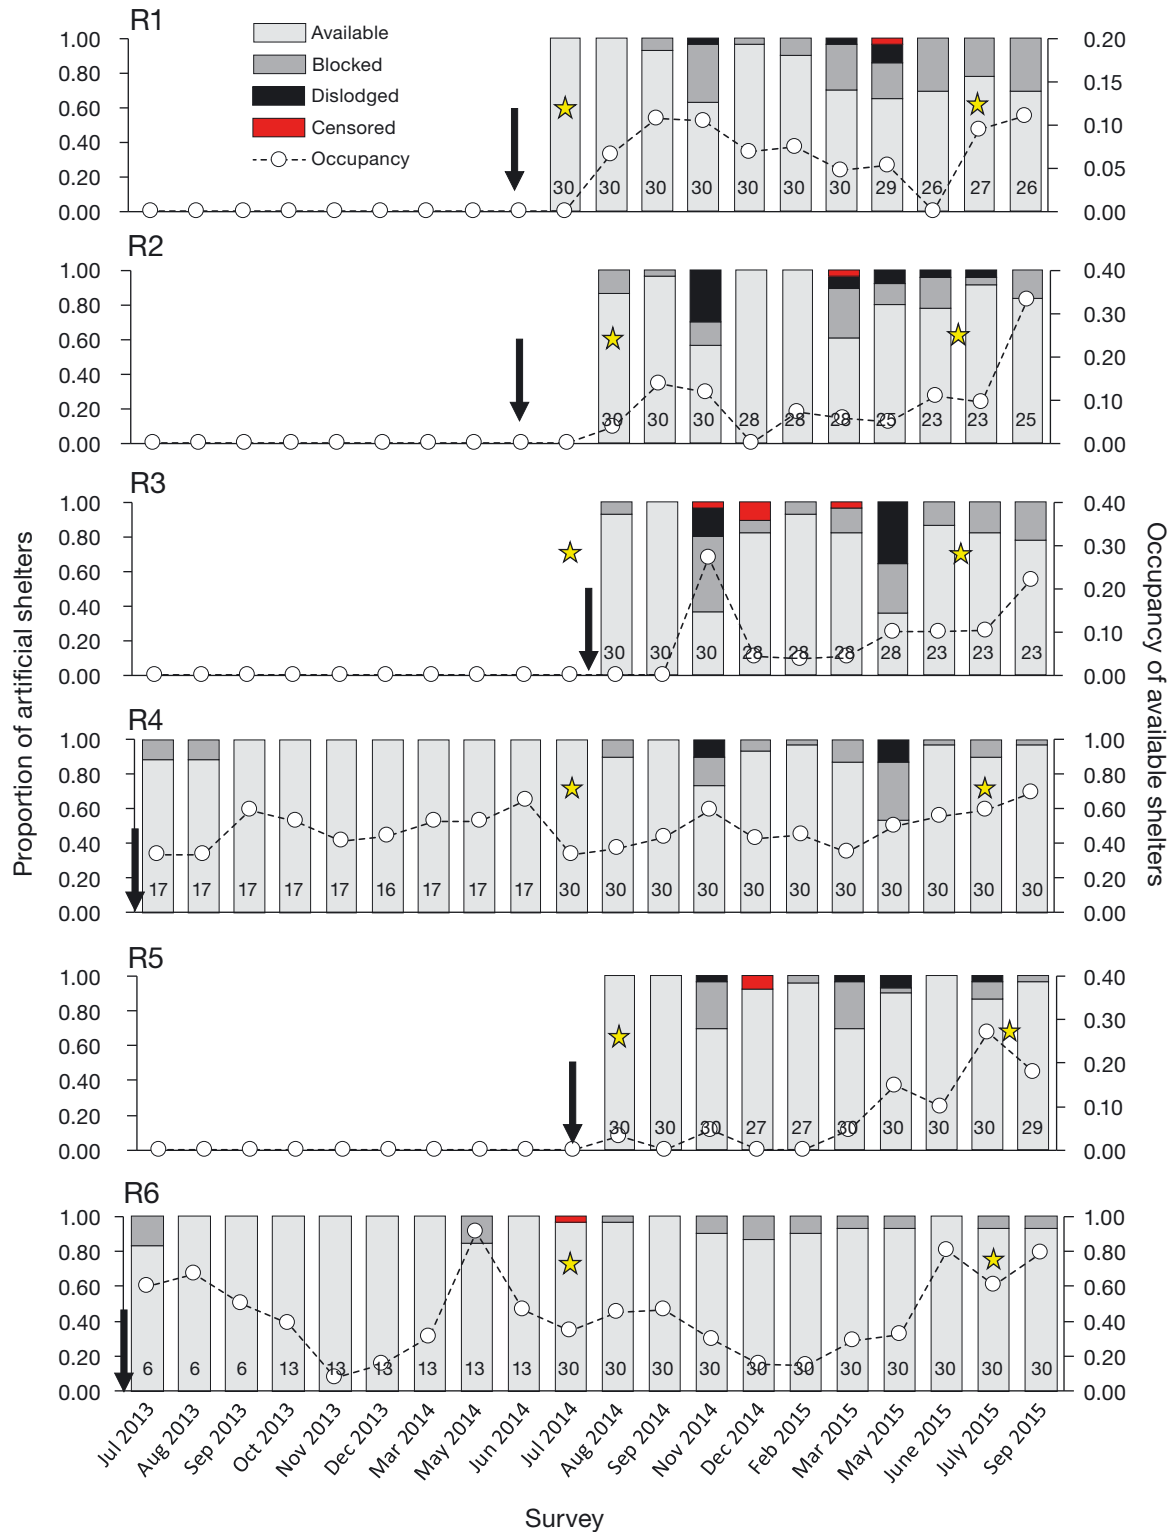 R1
Available
Blocked
Dislodged
Censored
Occupancy
1.00 0.20
0.80 0.15
0.60 0.10
0.40 0.05
0.20
0.00 0.00
30 30 30 30 30 30 30 29 26 27 26
R2
1.00 0.40
0.80 0.30
0.60 0.20
0.40 0.10
0.20
0.00 0.00
30 30 30 28 28 28 25 23 23 25
R3
1.00 0.40
0.80 0.30
0.60 0.20
0.40 0.10
0.20
0.00 0.00
30 30 30 28 28 28 28 23 23 23
Proportion of artificial shelters
Occupancy of available shelters
R4
1.00 1.00
0.80 0.80
0.60 0.60
0.40 0.40
0.20 0.20
0.00 0.00
17 17 17 17 17 16 17 17 17 30 30 30 30 30 30 30 30 30 30 30
R5
1.00 0.40
0.80 0.30
0.60 0.20
0.40 0.10
0.20
0.00 0.00
30 30 30 27 27 30 30 30 30 29
R6
1.00 1.00
0.80 0.80
0.60 0.60
0.40 0.40
0.20 0.20
0.00 0.00
6 6 6 13 13 13 13 13 13 30 30 30 30 30 30 30 30 30 30 30
Jul 2013
Aug 2013
Sep 2013
Oct 2013
Nov 2013
Dec 2013
Mar 2014
May 2014
Jun 2014
Jul 2014
Aug 2014
Sep 2014
Nov 2014
Dec 2014
Feb 2015
Mar 2015
May 2015
June 2015
July 2015
Sep 2015
Survey